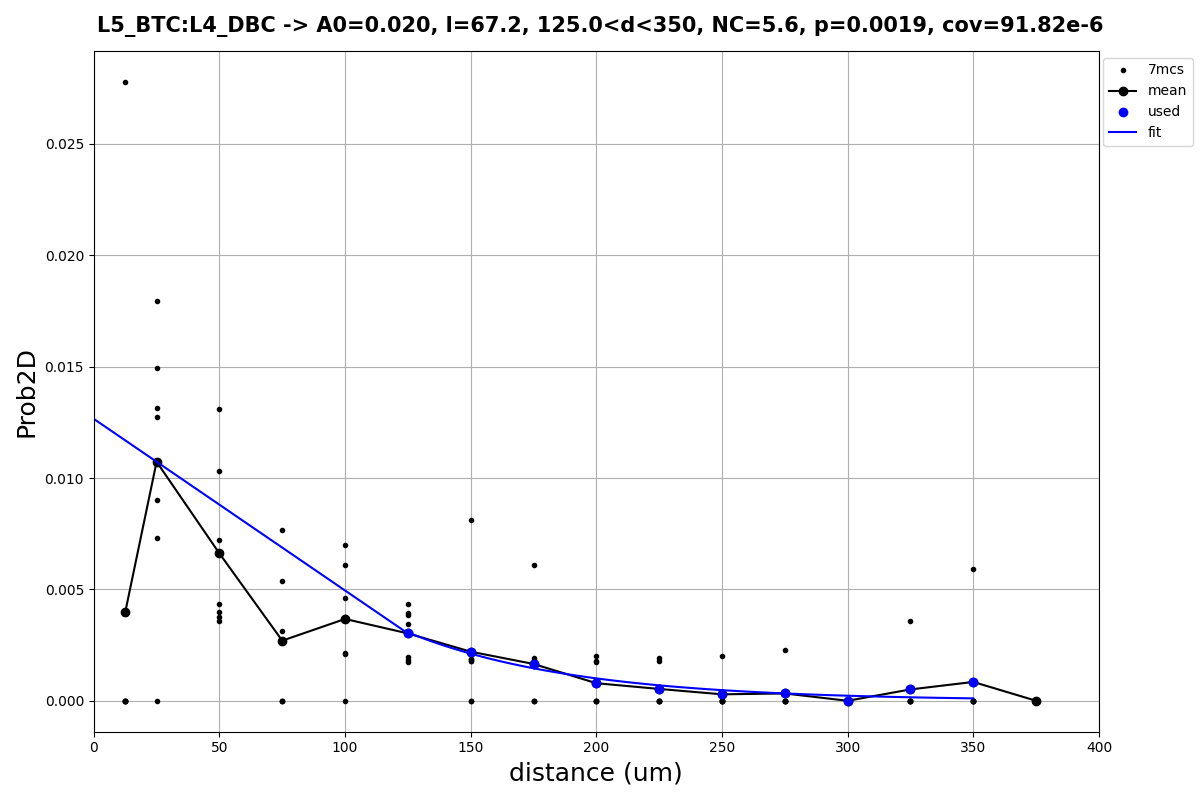 L5_BTC:L4_DBC -> A0=0.020, l=67.2, 125.0<d<350, NC=5.6, p=0.0019, cov=91.82e-6
7mcs
mean
used
fit
Prob2D
0.025
0.020
0.015
0.010
0.005
0.000
0 50 100 150 200 250 300 350 400
distance (um)